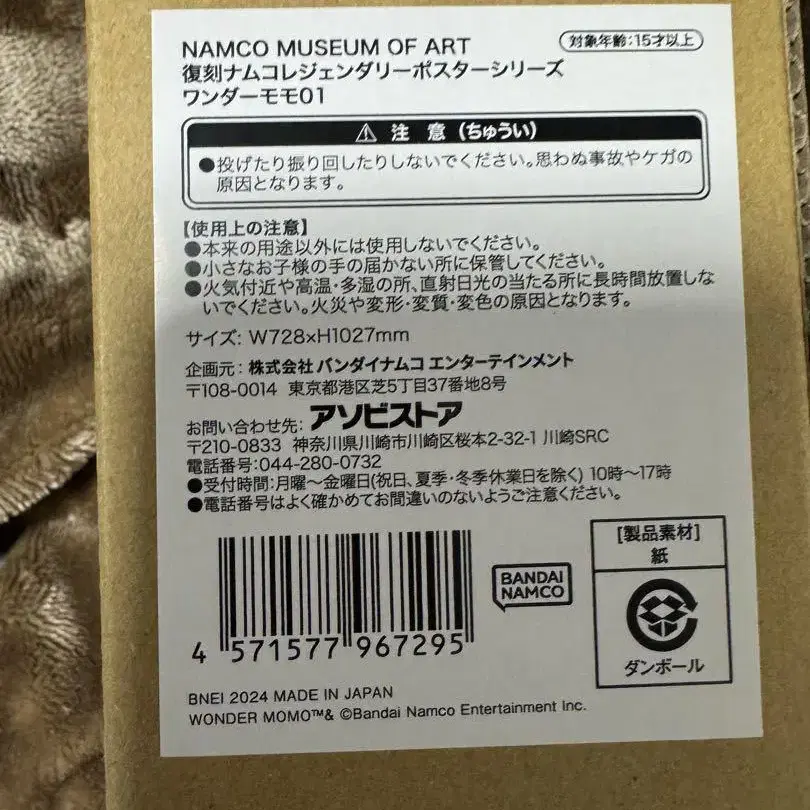 NAMCO MUSEUM OF ART
対象年齢:15才以上
復刻ナムコレジェンダリーポスターシリーズ
ワンダーモモ01
⚠ 注 意(ちゅうい)
●投げたり振り回したりしないでください。思わぬ事故やケガの
原因となります。
【使用上の注意】
●本来の用途以外には使用しないでください。
●小さなお子様の手の届かない所に保管してください。
●火気付近や高温・多湿の所、直射日光の当たる所に長時間放置しな
いでください。火災や変形・変質・変色の原因となります。
サイズ: W728×H1027mm
企画元: 株式会社 バンダイナムコ エンターテインメント
〒108-0014 東京都港区芝5丁目37番地8号
お問い合わせ先: アソビストア
〒210-0833 神奈川県川崎市川崎区桜本2-32-1 川崎SRC
電話番号:044-280-0732
●受付時間:月曜〜金曜日(祝日、夏季・冬季休業日を除く) 10時〜17時
●電話番号はよく確かめてお間違いのないようご注意ください。
[製品素材]
紙
BANDAI
NAMCO
ダンボール
4 571577 967295
BNEI 2024 MADE IN JAPAN
WONDER MOMO™& ©Bandai Namco Entertainment Inc.